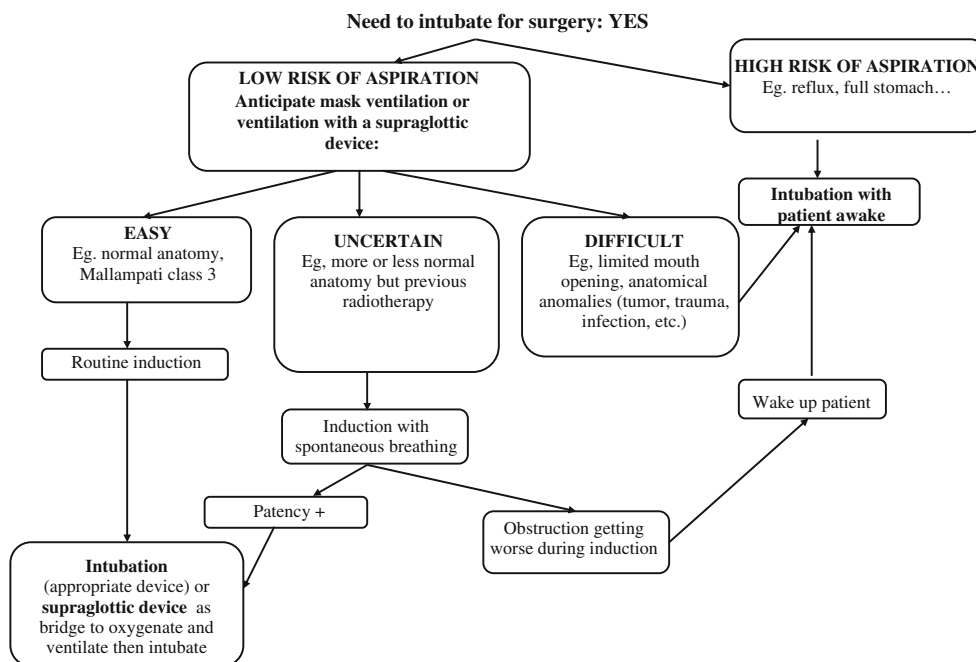 Need to intubate for surgery: YES
LOW RISK OF ASPIRATION
Anticipate mask ventilation or
ventilation with a supraglottic
device:
HIGH RISK OF ASPIRATION
Eg. reflux, full stomach…
Intubation with
patient awake
EASY
Eg. normal anatomy,
Mallampati class 3
UNCERTAIN
Eg, more or less normal
anatomy but previous
radiotherapy
DIFFICULT
Eg, limited mouth
opening, anatomical
anomalies (tumor, trauma,
infection, etc.)
Routine induction
Wake up patient
Induction with
spontaneous breathing
Patency +
Obstruction getting
worse during induction
Intubation
(appropriate device) or
supraglottic device as
bridge to oxygenate and
ventilate then intubate